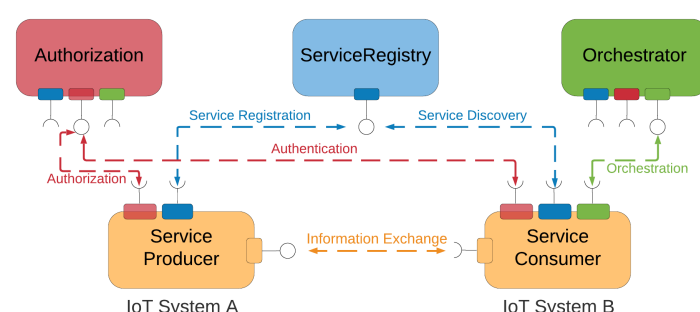 Authorization
ServiceRegistry
Orchestrator
Service Registration
Service Discovery
Authentication
Authorization
Orchestration
Service
Producer
Information Exchange
Service
Consumer
IoT System A
IoT System B